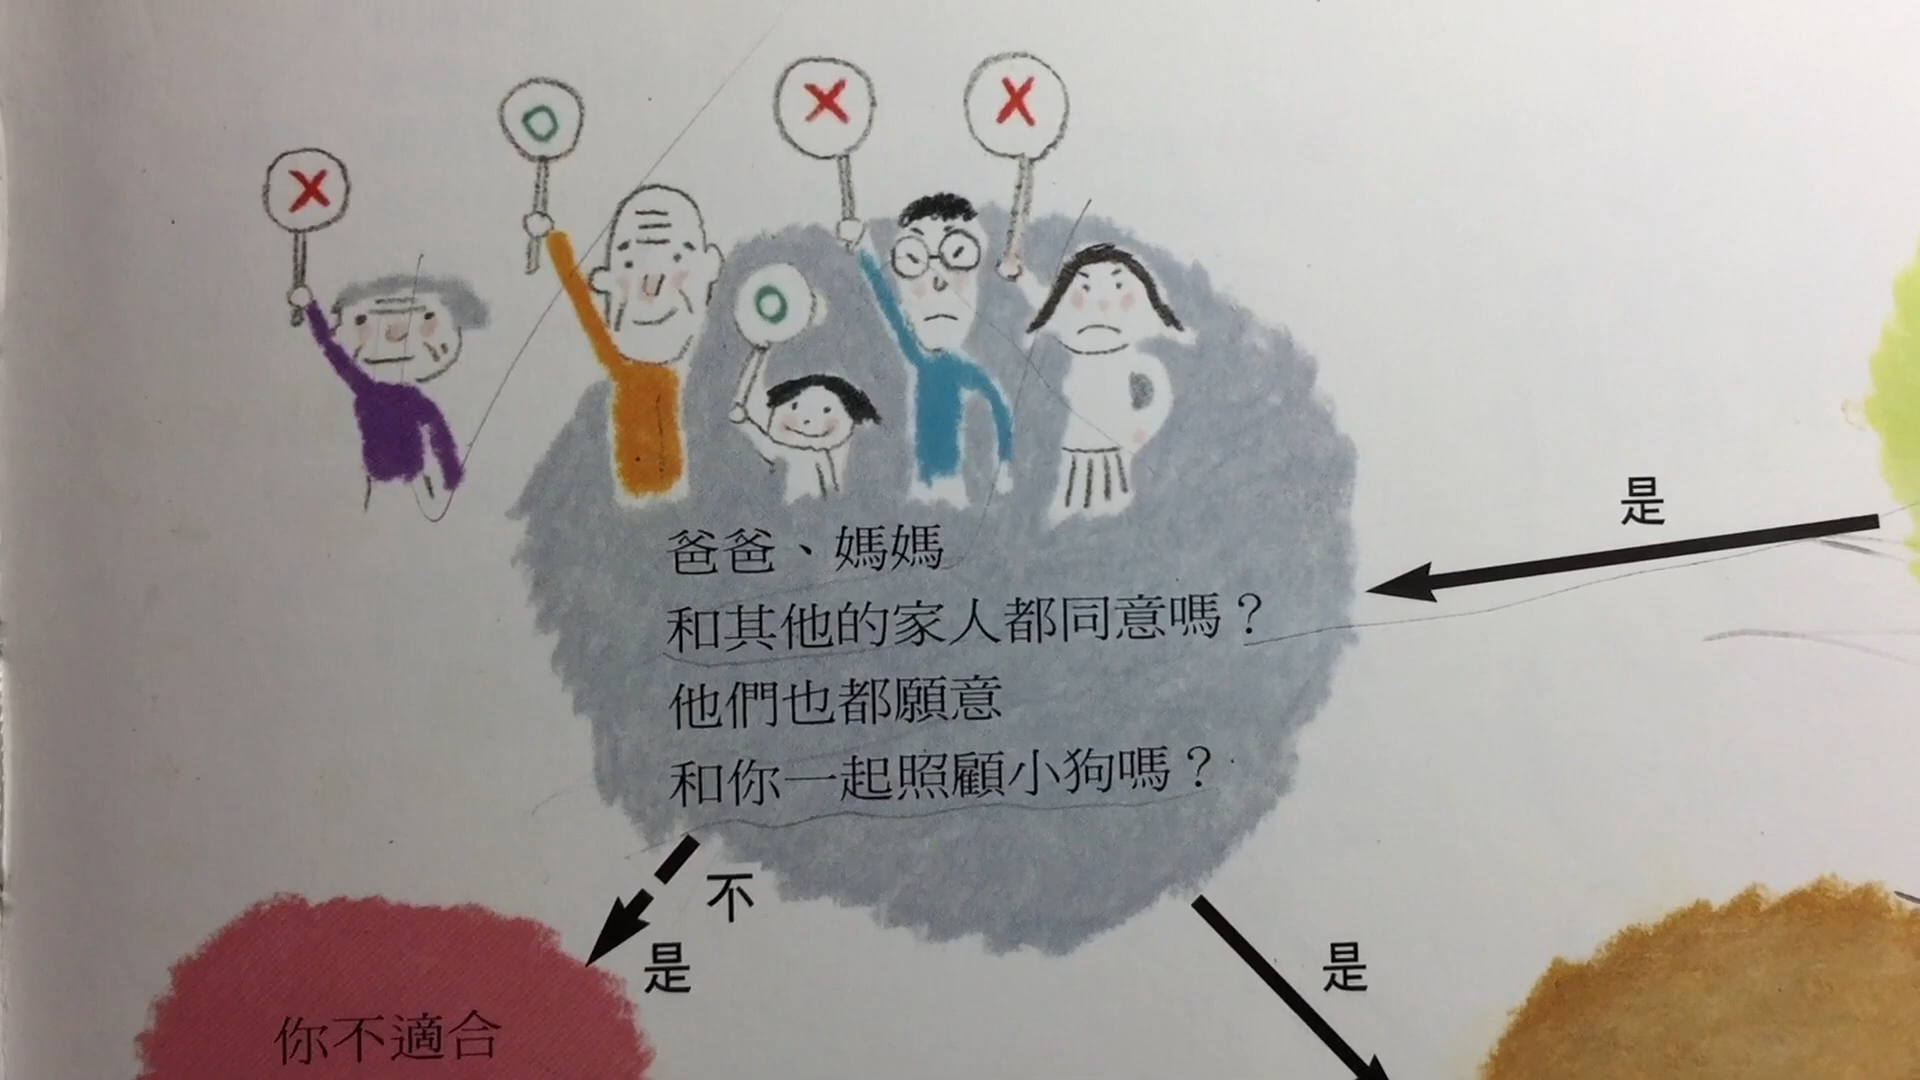 爸爸、媽媽
和其他的家人都同意嗎？
他們也都願意
和你一起照顧小狗嗎？
是
不
是
是
你不適合